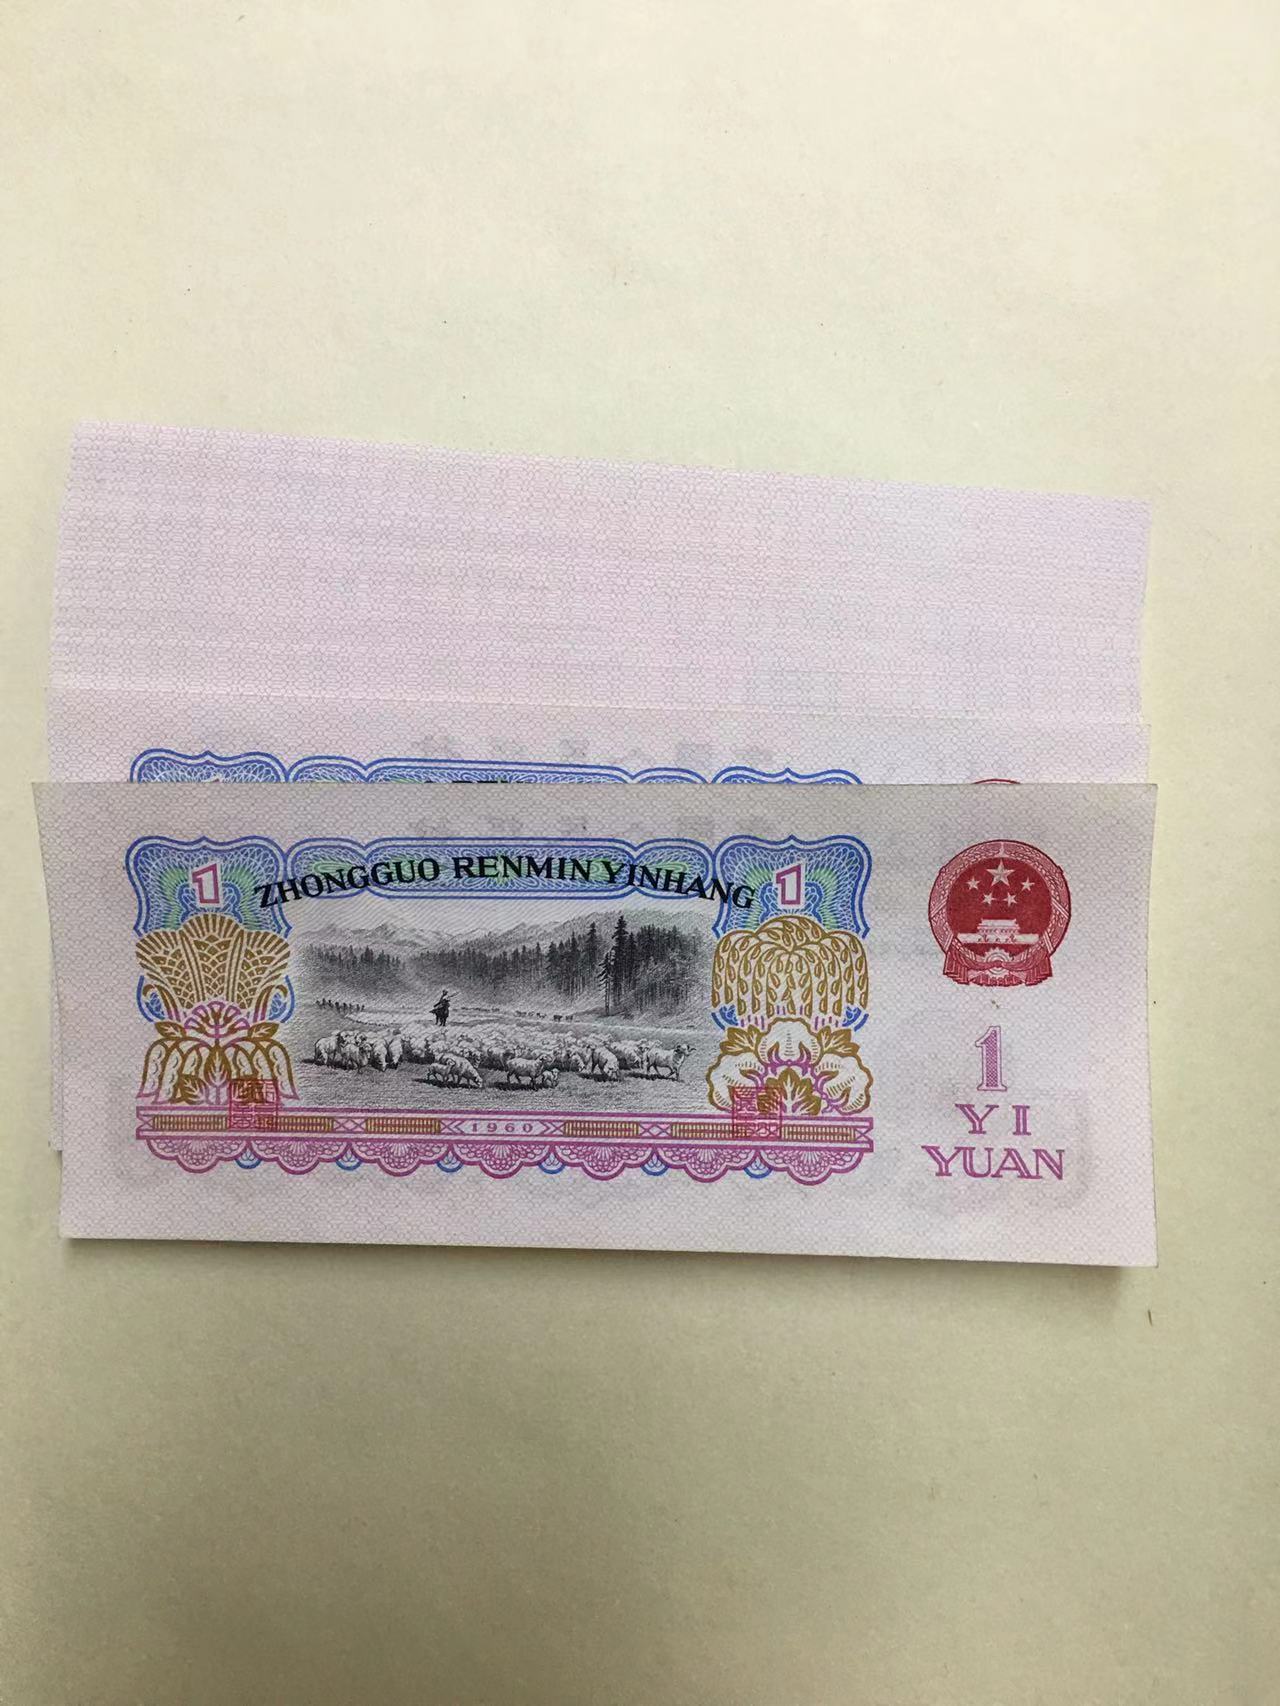 1
ZHONGGUO RENMIN YINHANG
1
1960
1
YI
YUAN